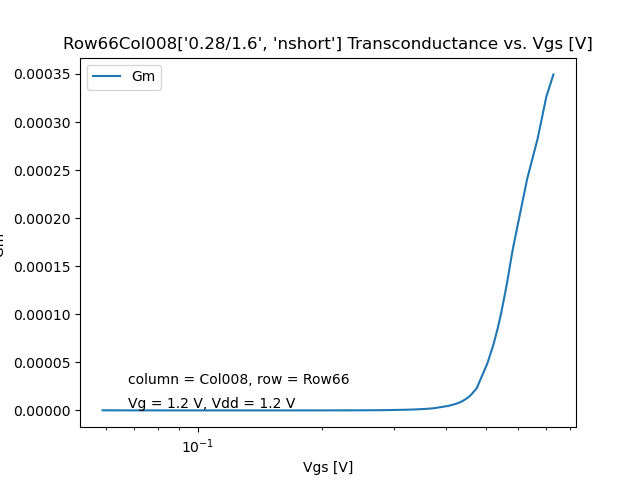 Row66Col008['0.28/1.6', 'nshort'] Transconductance vs. Vgs [V]
Gm
0.00035
0.00030
0.00025
0.00020
0.00015
0.00010
0.00005
0.00000
column = Col008, row = Row66
Vg = 1.2 V, Vdd = 1.2 V
10⁻¹
Vgs [V]